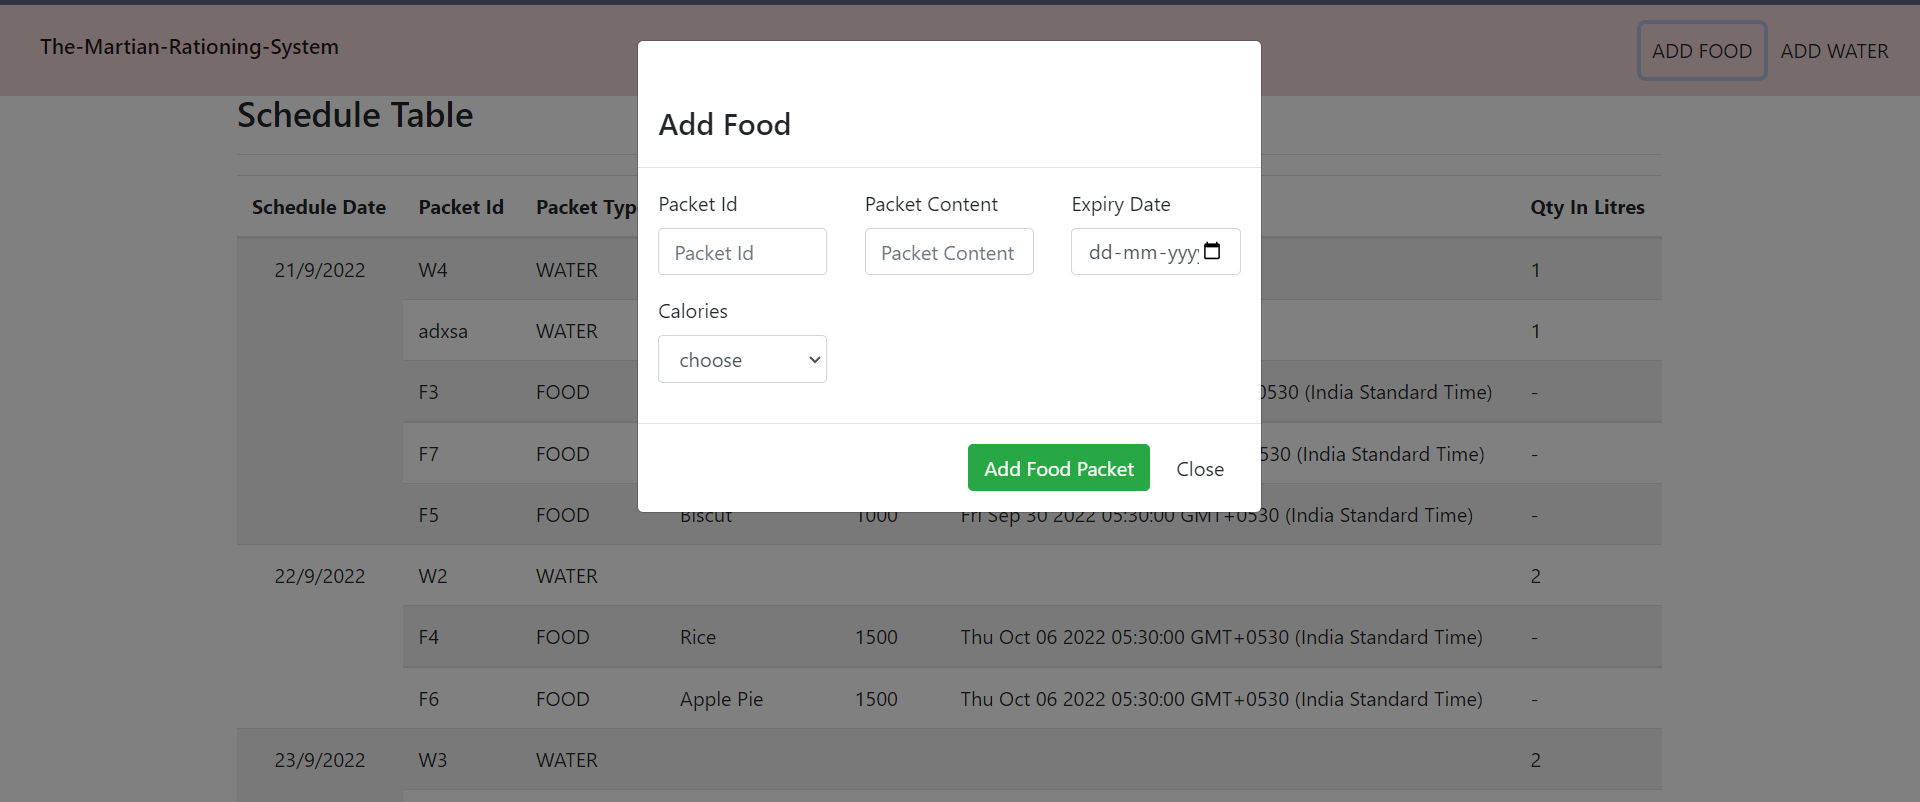 The-Martian-Rationing-System
ADD FOOD ADD WATER
Schedule Table
Add Food
Schedule Date Packet Id Packet Typ Qty In Litres
Packet Id Packet Content Expiry Date
Packet Id Packet Content dd-mm-yyyy
Calories
choose
Add Food Packet Close
21/9/2022 W4 WATER 1
adxsa WATER 1
F3 FOOD 0530 (India Standard Time) -
F7 FOOD 530 (India Standard Time) -
F5 FOOD Biscut 1000 Fri Sep 30 2022 05:30:00 GMT+0530 (India Standard Time) -
22/9/2022 W2 WATER 2
F4 FOOD Rice 1500 Thu Oct 06 2022 05:30:00 GMT+0530 (India Standard Time) -
F6 FOOD Apple Pie 1500 Thu Oct 06 2022 05:30:00 GMT+0530 (India Standard Time) -
23/9/2022 W3 WATER 2